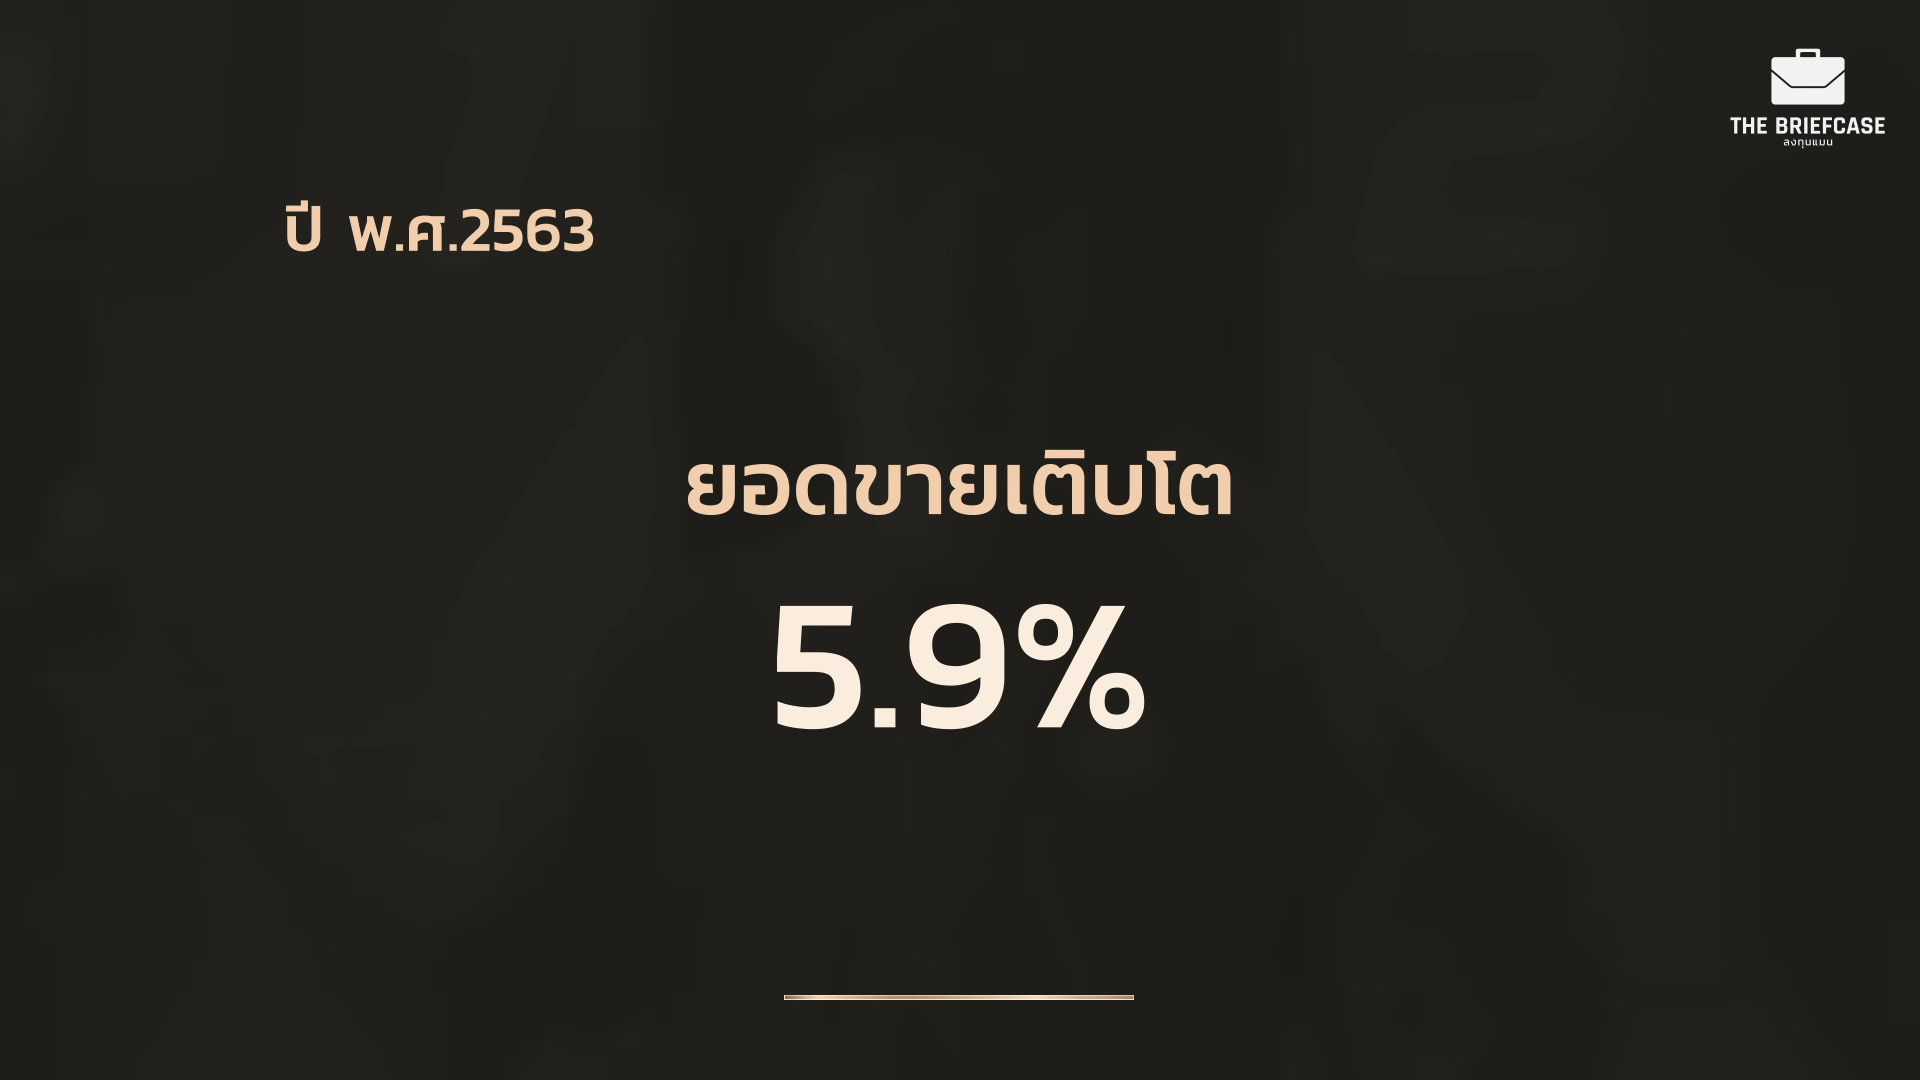 THE BRIEFCASE
ลงทุนแมน
ปี พ.ศ.2563
ยอดขายเติบโต
5.9%